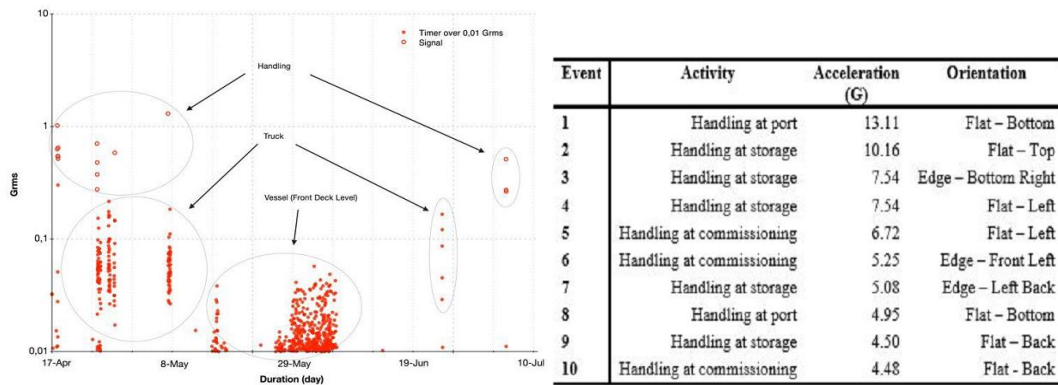 10
Timer over 0,01 Grms
Signal
Handling
1
Truck
Grms
Vessel (Front Deck Level)
0,1
0,01
17-Apr 8-May 29-May 19-Jun 10-Jul
Duration (day)
Event Activity Acceleration (G) Orientation
1 Handling at port 13.11 Flat – Bottom
2 Handling at storage 10.16 Flat – Top
3 Handling at storage 7.54 Edge – Bottom Right
4 Handling at storage 7.54 Flat – Left
5 Handling at commissioning 6.72 Flat – Left
6 Handling at commissioning 5.25 Edge – Front Left
7 Handling at storage 5.08 Edge – Left Back
8 Handling at port 4.95 Flat – Bottom
9 Handling at storage 4.50 Flat – Back
10 Handling at commissioning 4.48 Flat - Back